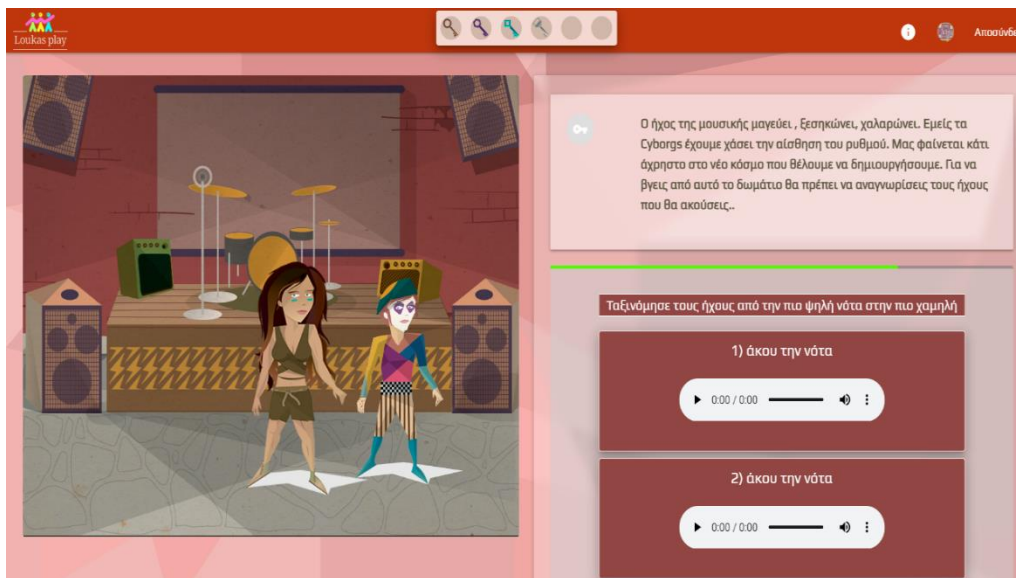 Loukas play
Αποσύνδε
Ο ήχος της μουσικής μαγεύει , ξεσηκώνει, χαλαρώνει. Εμείς τα
Cyborgs έχουμε χάσει την αίσθηση του ρυθμού. Μας φαίνεται κάτι
άχρηστο στο νέο κόσμο που θέλουμε να δημιουργήσουμε. Για να
βγεις από αυτό το δωμάτιο θα πρέπει να αναγνωρίσεις τους ήχους
που θα ακούσεις..
Ταξινόμησε τους ήχους από την πιο ψηλή νότα στην πιο χαμηλή
1) άκου την νότα
0:00 / 0:00
2) άκου την νότα
0:00 / 0:00